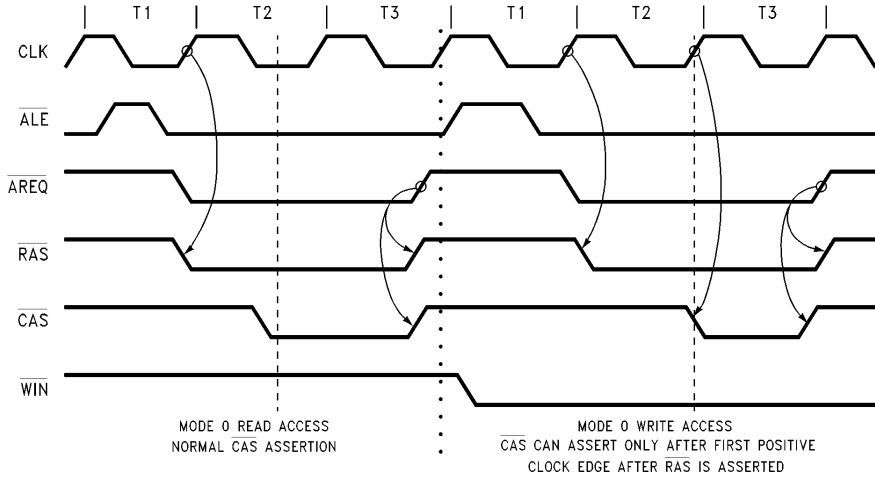 T1 T2 T3 T1 T2 T3
CLK
ALE
AREQ
RAS
CAS
WIN
MODE 0 READ ACCESS
NORMAL CAS ASSERTION
MODE 0 WRITE ACCESS
CAS CAN ASSERT ONLY AFTER FIRST POSITIVE
CLOCK EDGE AFTER RAS IS ASSERTED